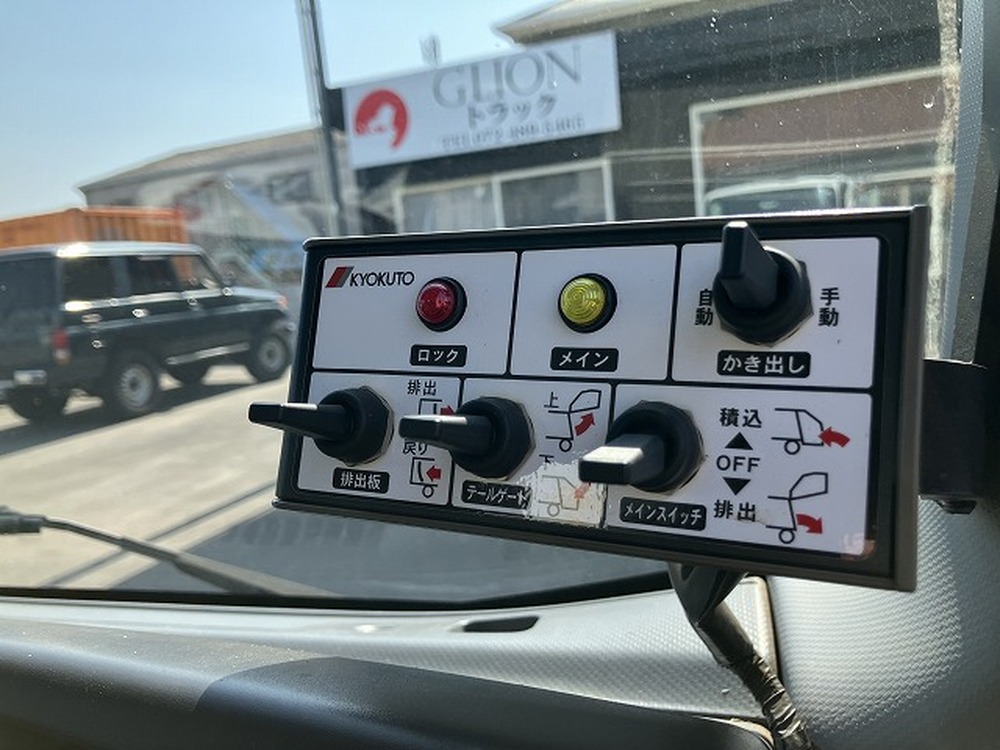 GLION
トラック
KYOKUTO
ロック
メイン
自動
手動
かき出し
排出
戻り
排出板
上
下
テールゲート
積込
OFF
排出
メインスイッチ